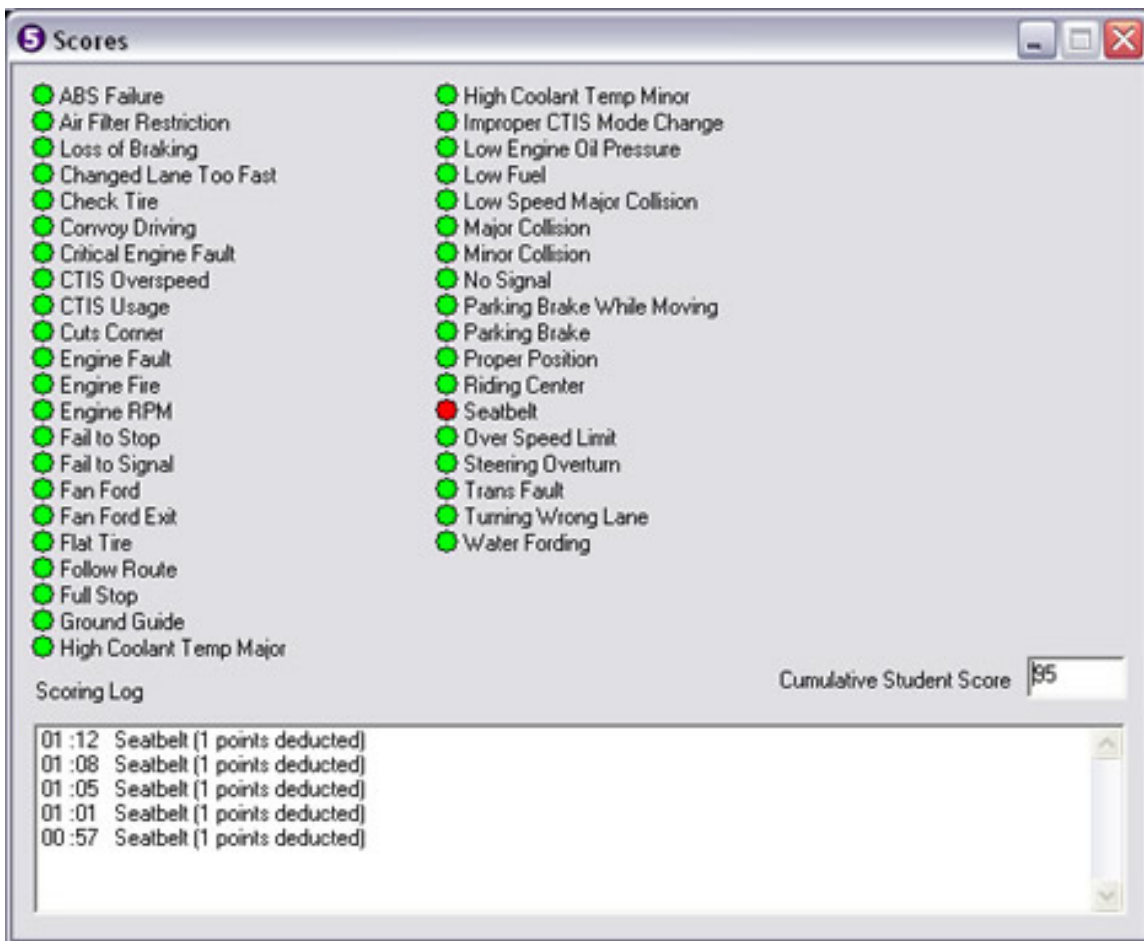 5 Scores
ABS Failure
Air Filter Restriction
Loss of Braking
Changed Lane Too Fast
Check Tire
Convoy Driving
Critical Engine Fault
CTIS Overspeed
CTIS Usage
Cuts Corner
Engine Fault
Engine Fire
Engine RPM
Fail to Stop
Fail to Signal
Fan Ford
Fan Ford Exit
Flat Tire
Follow Route
Full Stop
Ground Guide
High Coolant Temp Major
High Coolant Temp Minor
Improper CTIS Mode Change
Low Engine Oil Pressure
Low Fuel
Low Speed Major Collision
Major Collision
Minor Collision
No Signal
Parking Brake While Moving
Parking Brake
Proper Position
Riding Center
Seatbelt
Over Speed Limit
Steering Overturn
Trans Fault
Turning Wrong Lane
Water Fording
Cumulative Student Score 95
Scoring Log
01 :12 Seatbelt (1 points deducted)
01 :08 Seatbelt (1 points deducted)
01 :05 Seatbelt (1 points deducted)
01 :01 Seatbelt (1 points deducted)
00 :57 Seatbelt (1 points deducted)